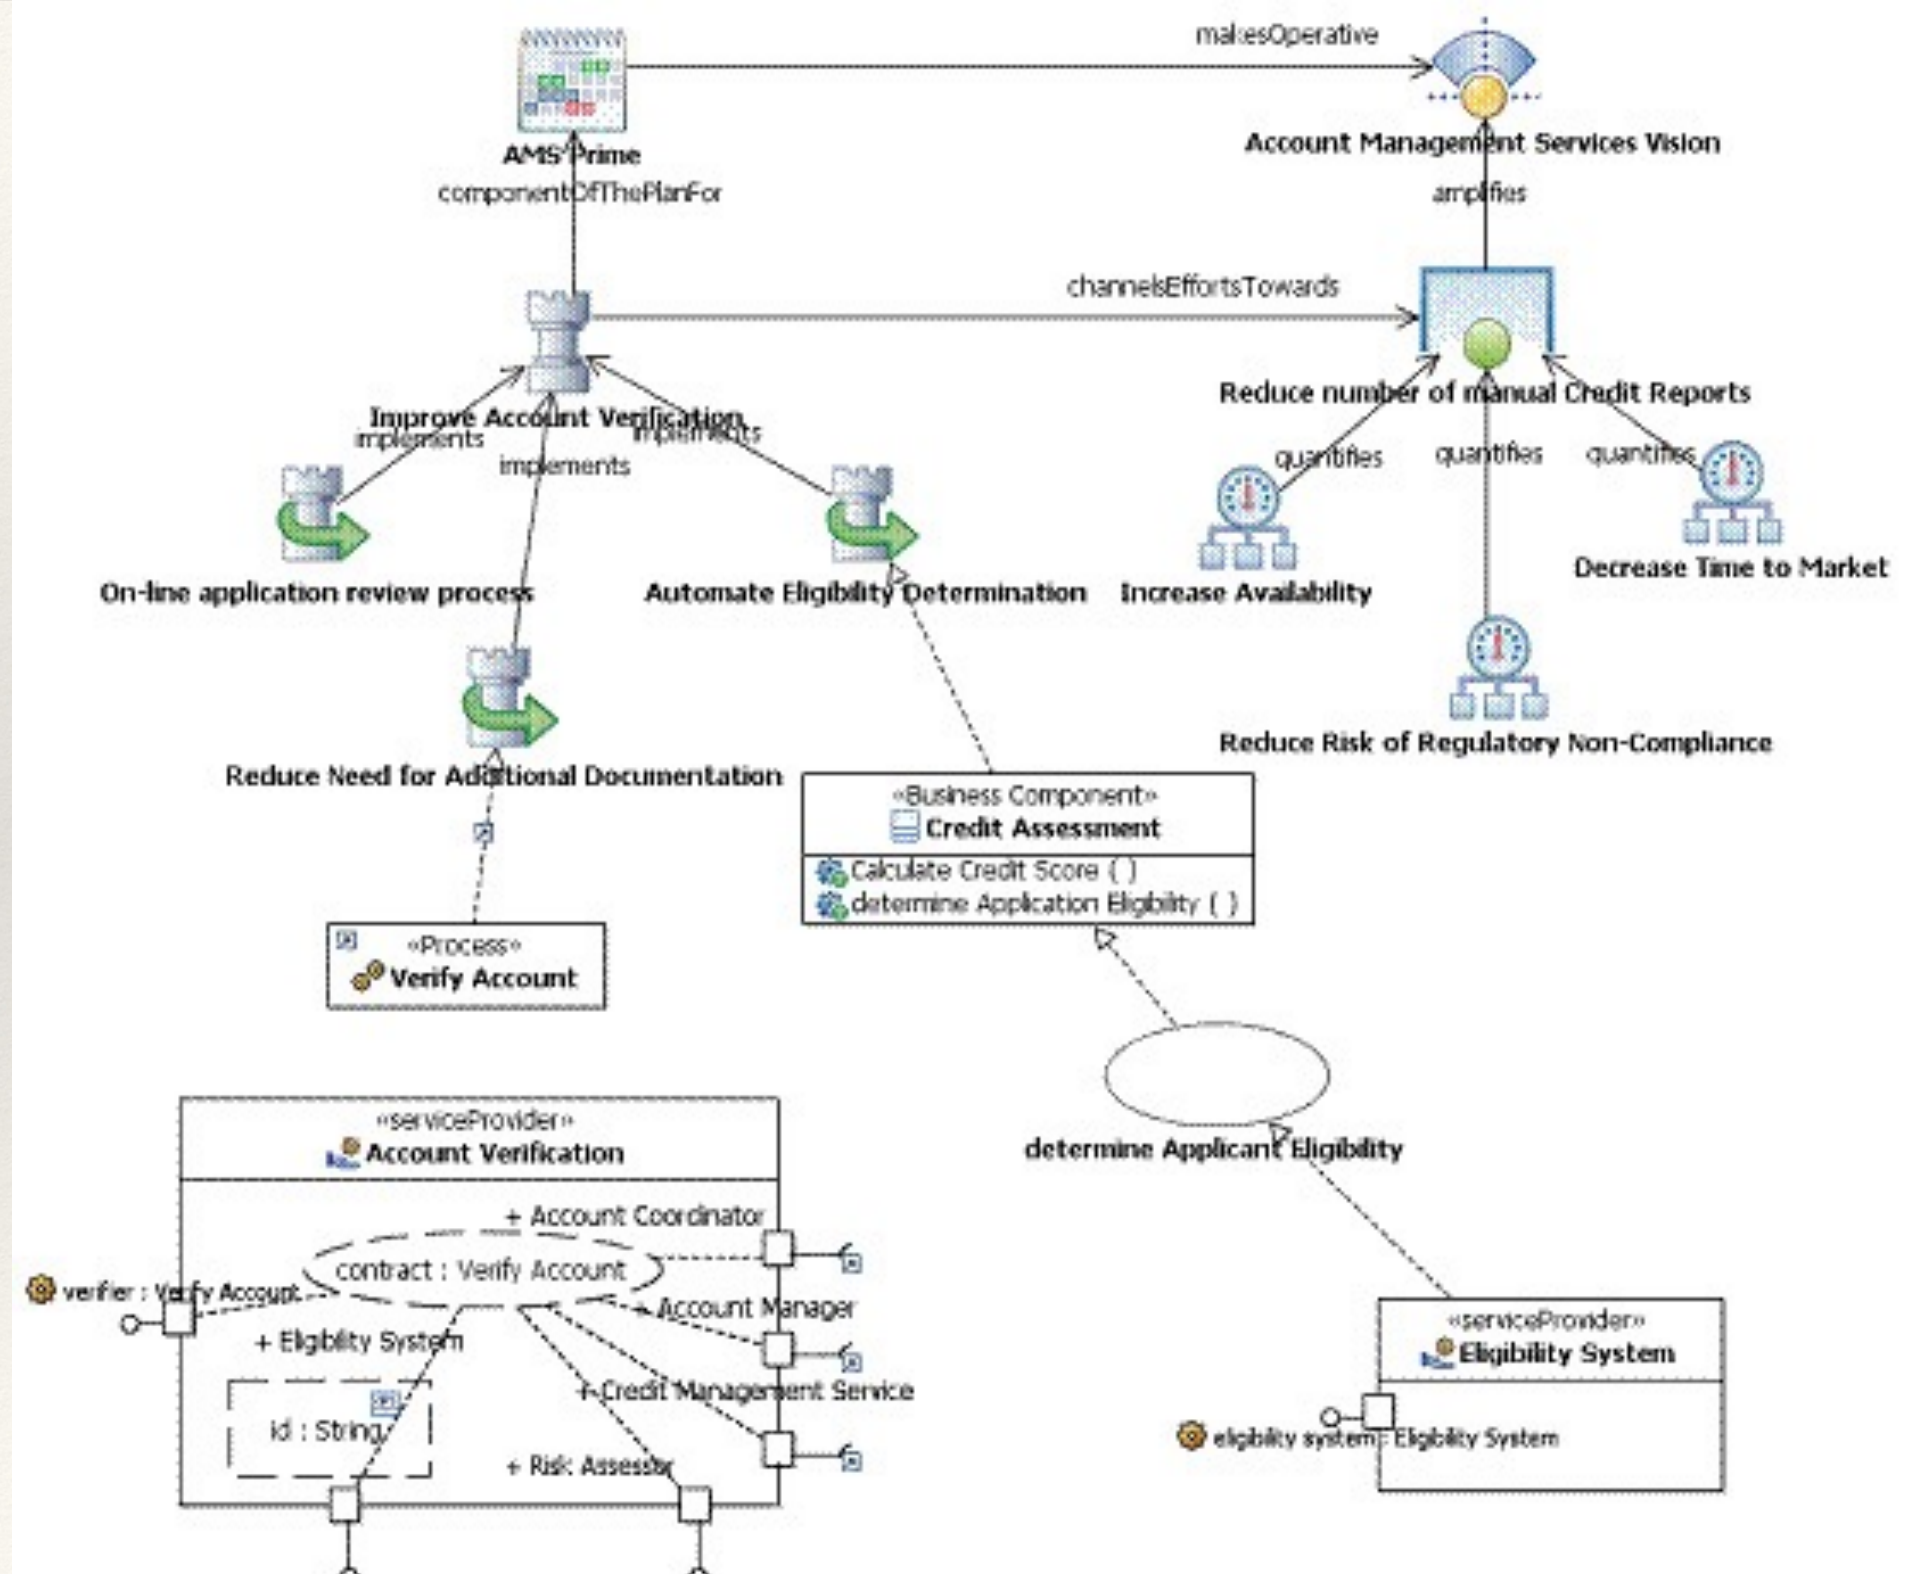 makesOperative
AMS Prime
Account Management Services Vision
componentOfThePlanFor
amplifies
channelsEffortsTowards
Improve Account Verification
Reduce number of manual Credit Reports
implements
implements
implements
quantifies
quantifies
quantifies
On-line application review process
Automate Eligibility Determination
Increase Availability
Decrease Time to Market
Reduce Need for Additional Documentation
Reduce Risk of Regulatory Non-Compliance
«Business Component»
Credit Assessment
Calculate Credit Score ( )
determine Application Eligibility ( )
«Process»
Verify Account
determine Applicant Eligibility
«serviceProvider»
Account Verification
+ Account Coordinator
contract : Verify Account
verifier : Verify Account
+ Account Manager
+ Eligibility System
+ Credit Management Service
id : String
+ Risk Assessor
«serviceProvider»
Eligibility System
eligibility system : Eligibility System